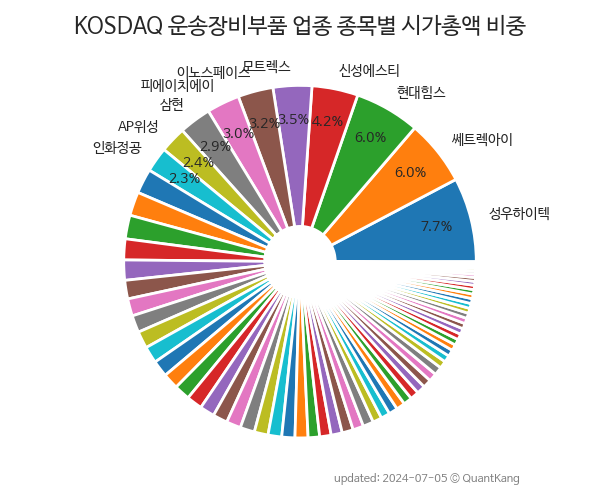 KOSDAQ 운송장비부품 업종 종목별 시가총액 비중
성우하이텍
쎄트렉아이
현대힘스
신성에스티
모트렉스
이노스페이스
피에이치에이
삼현
AP위성
인화정공
7.7%
6.0%
6.0%
4.2%
3.5%
3.2%
3.0%
2.9%
2.4%
2.3%
updated: 2024-07-05 © QuantKang